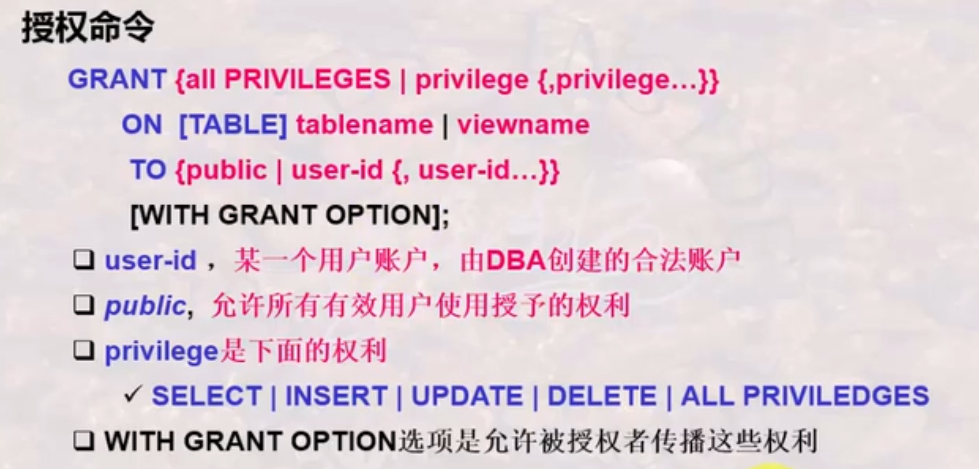 授权命令
GRANT {all PRIVILEGES | privilege {,privilege…}}
ON [TABLE] tablename | viewname
TO {public | user-id {, user-id…}}
[WITH GRANT OPTION];
❑ user-id ，某一个用户账户，由DBA创建的合法账户
❑ public, 允许所有有效用户使用授予的权利
❑ privilege是下面的权利
✓ SELECT | INSERT | UPDATE | DELETE | ALL PRIVILEDGES
❑ WITH GRANT OPTION选项是允许被授权者传播这些权利